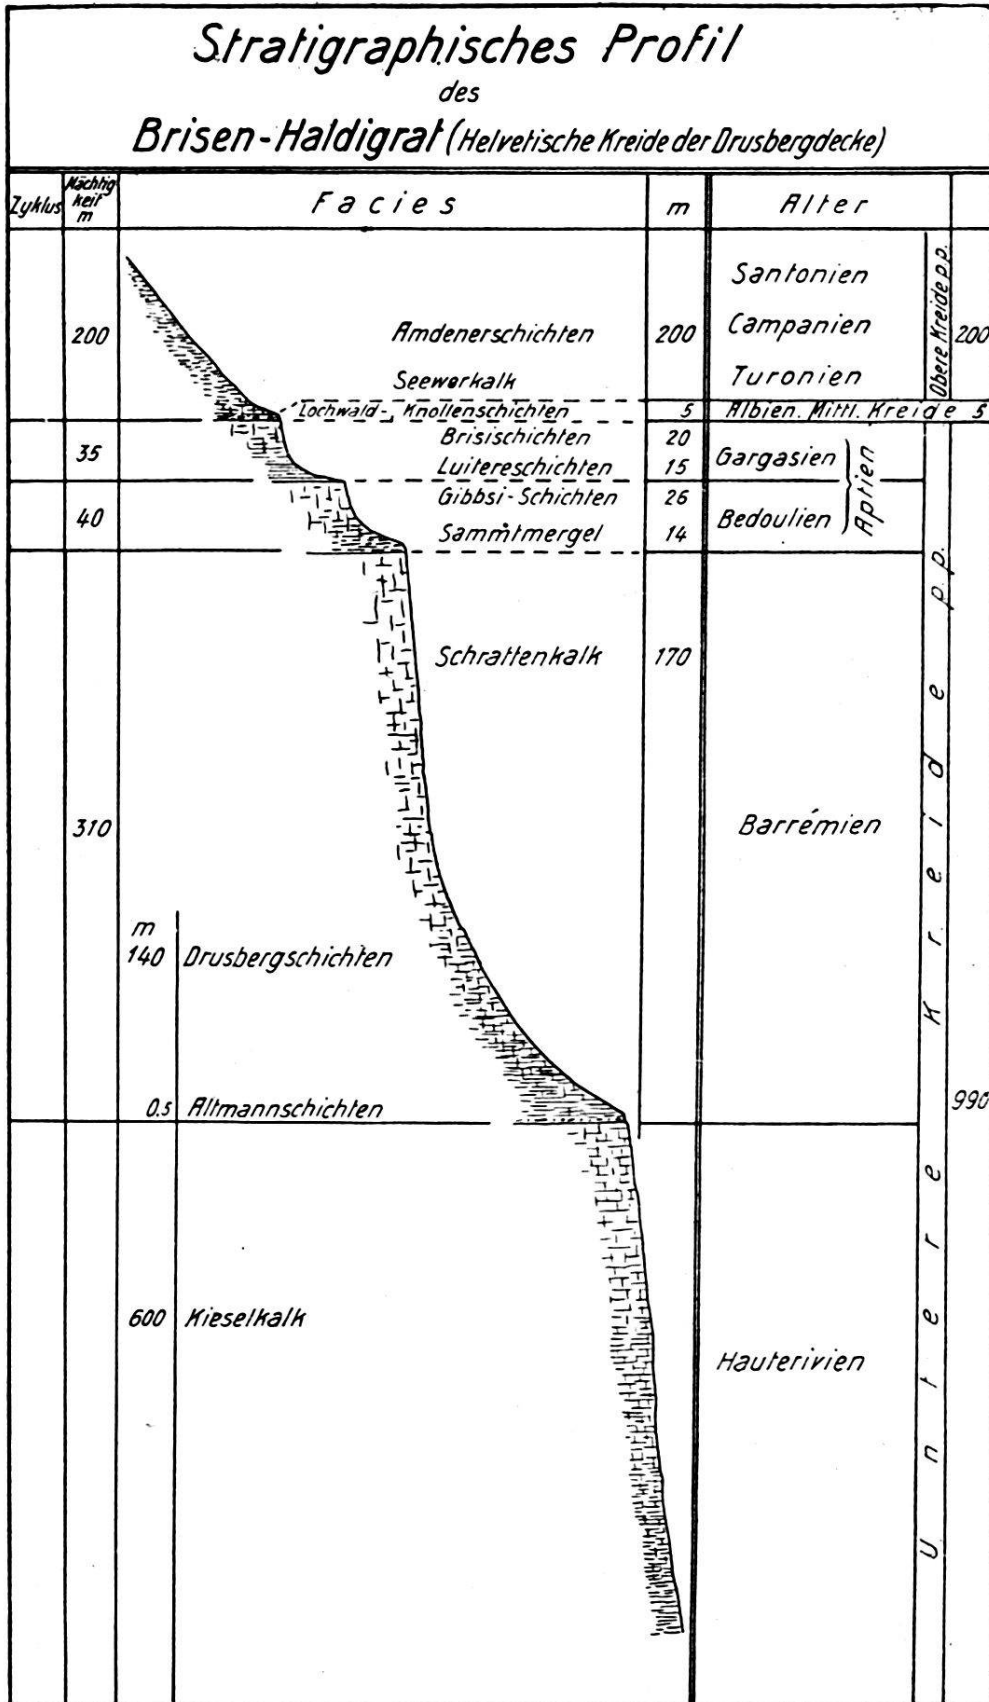 Stratigraphisches Profil
des
Brisen-Haldigrat (Helvetische Kreide der Drusbergdecke)
Zyklus Mächtig keit m Facies m Alter
Santonien
200 Amdenerschichten 200 Campanien 200
Seewerkalk Turonien
Obere Kreide p.p.
Lochwald-, Knollenschichten 5 Albien. Mittl. Kreide 5
Brisischichten 20
35 Luitereschichten 15 Gargasien
Gibbsi-Schichten 26
40 Sammtmergel 14 Bedoulien
Aptien
Schrattenkalk 170
310 Barrémien
m
140 Drusbergschichten
0.5 Altmannschichten
990
600 Kieselkalk
Hauterivien
Untere Kreide p.p.